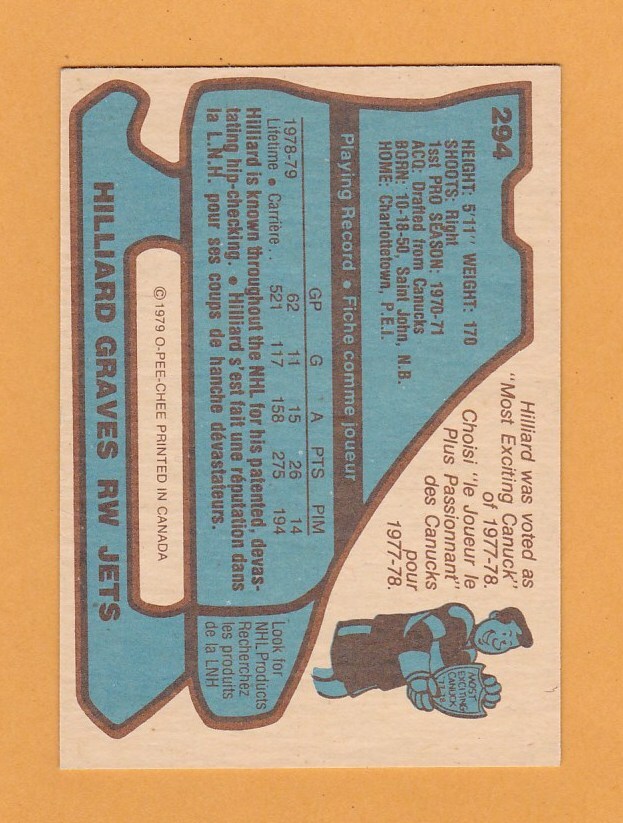 294
HEIGHT: 5'11" WEIGHT: 170
SHOOTS: Right
1st PRO SEASON: 1970-71
ACQ: Drafted from Canucks
BORN: 10-18-50, Saint John, N.B.
HOME: Charlottetown, P.E.I.
Hilliard was voted as
"Most Exciting Canuck"
of 1977-78.
Choisi "le Joueur le
Plus Passionnant"
des Canucks
pour
1977-78.
MOST
EXCITING
CANUCK
77-78
Playing Record • Fiche comme joueur
GP G A PTS PIM
1978-79 62 11 15 26 14
Lifetime • Carrière . . 521 117 158 275 194
Hilliard is known throughout the NHL for his patented, devas-
tating hip-checking. • Hilliard s'est fait une réputation dans
la L.N.H. pour ses coups de hanche dévastateurs.
Look for
NHL Products
Recherchez
les produits
de la LNH
©1979 O-PEE-CHEE PRINTED IN CANADA
HILLIARD GRAVES RW JETS